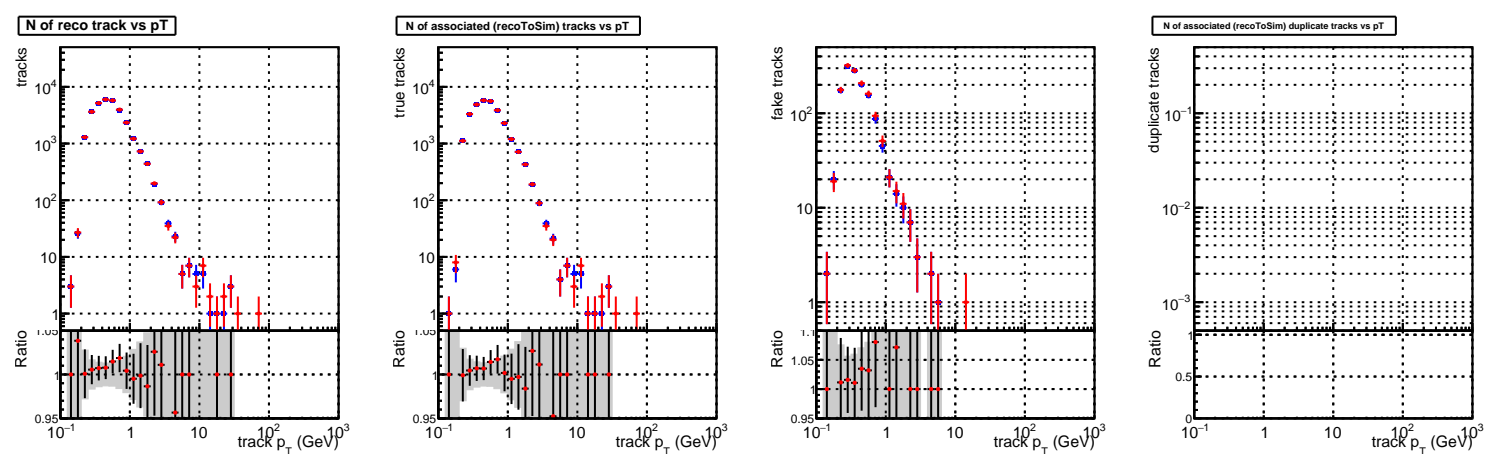 N of reco track vs pT
tracks
10^4
10^3
10^2
10
1
Ratio
1.05
1
0.95
10^-1 1 10 10^2 10^3
track p_T (GeV)
N of associated (recoToSim) tracks vs pT
true tracks
10^4
10^3
10^2
10
1
Ratio
1.05
1
0.95
10^-1 1 10 10^2 10^3
track p_T (GeV)
fake tracks
10^2
10
1
Ratio
1.1
1.05
1
0.95
10^-1 1 10 10^2 10^3
track p_T (GeV)
N of associated (recoToSim) duplicate tracks vs pT
duplicate tracks
10^-1
10^-2
10^-3
Ratio
1
0.5
0
10^-1 1 10 10^2 10^3
track p_T (GeV)